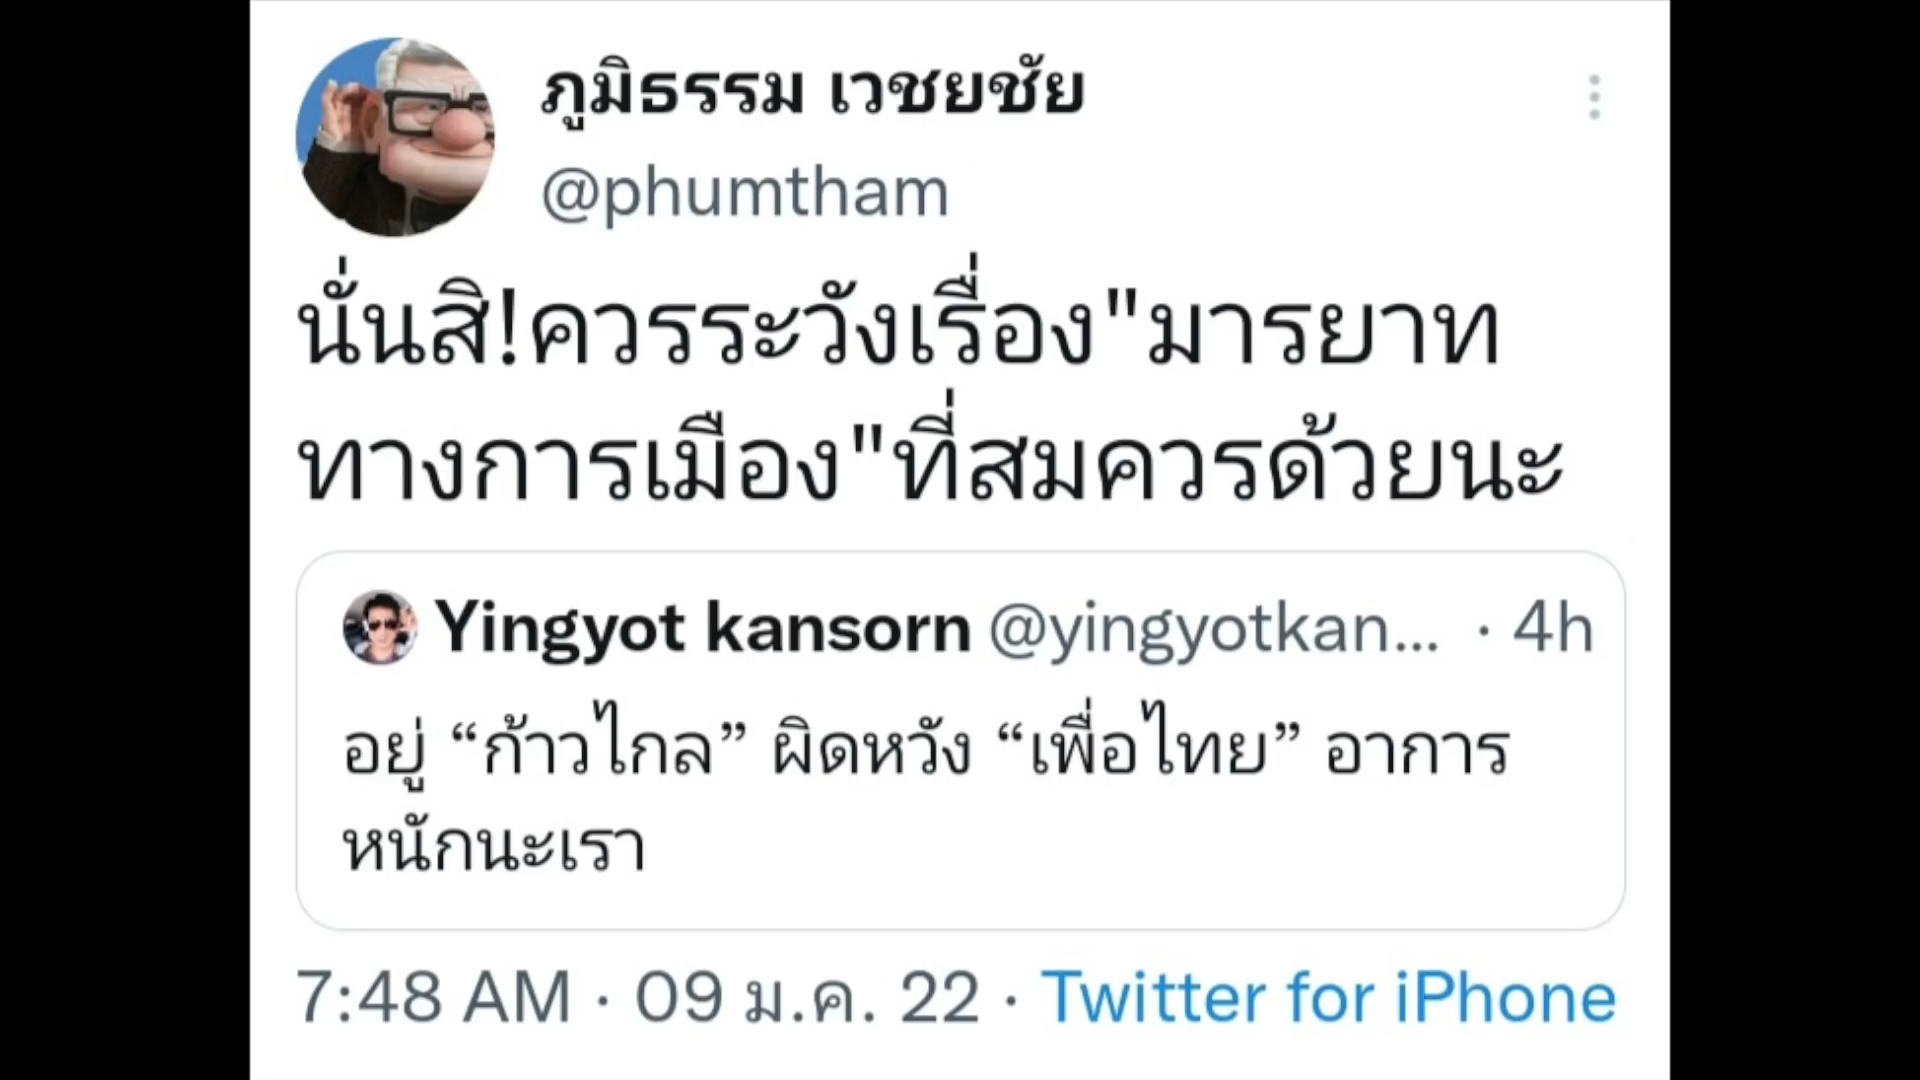 ภูมิธรรม เวชยชัย
@phumtham
นั่นสิ!ควรระวังเรื่อง"มารยาท
ทางการเมือง"ที่สมควรด้วยนะ
Yingyot kansorn @yingyotkan... · 4h
อยู่ “ก้าวไกล” ผิดหวัง “เพื่อไทย” อาการ
หนักนะเรา
7:48 AM · 09 ม.ค. 22 · Twitter for iPhone